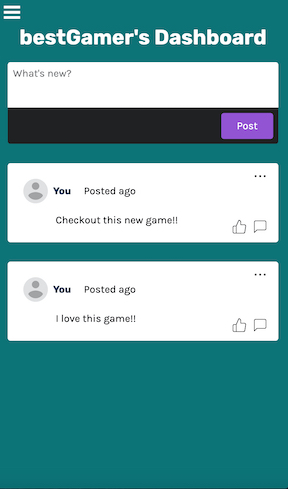 bestGamer's Dashboard
What's new?
Post
You Posted ago
Checkout this new game!!
You Posted ago
I love this game!!